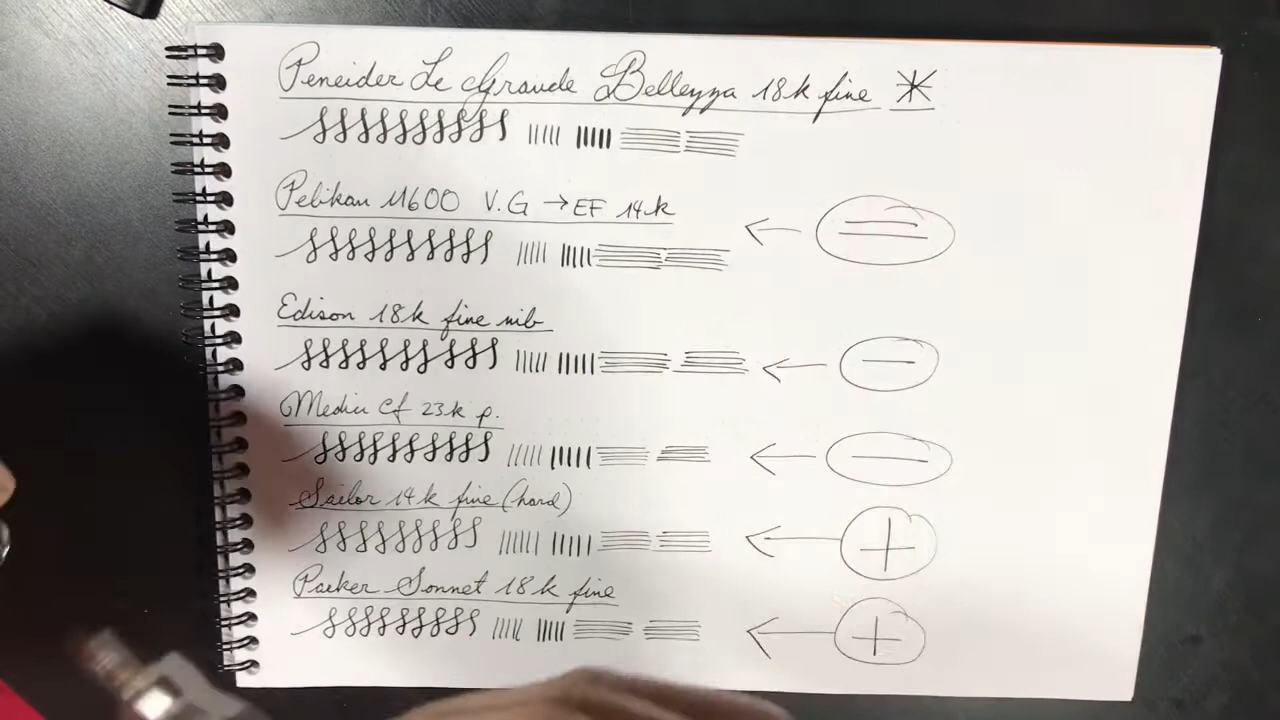 Peneider Le Grande Bellezza 18k fine *
Pelikan M600 V.G → EF 14k
=
Edison 18k fine nib
–
Medici Cf 23k p.
–
Sailor 14k fine (hard)
+
Parker Sonnet 18k fine
+